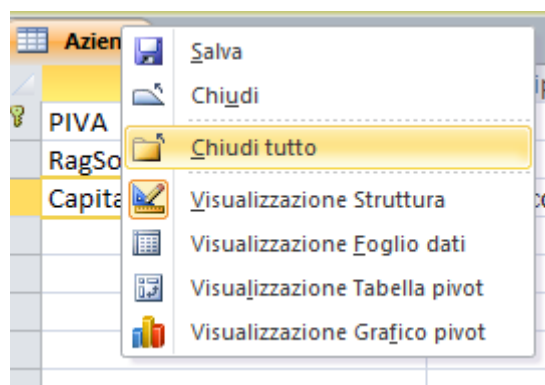 Azien
Salva
Chiudi
PIVA
RagSo
Chiudi tutto
Capita
Visualizzazione Struttura
Visualizzazione Foglio dati
Visualizzazione Tabella pivot
Visualizzazione Grafico pivot